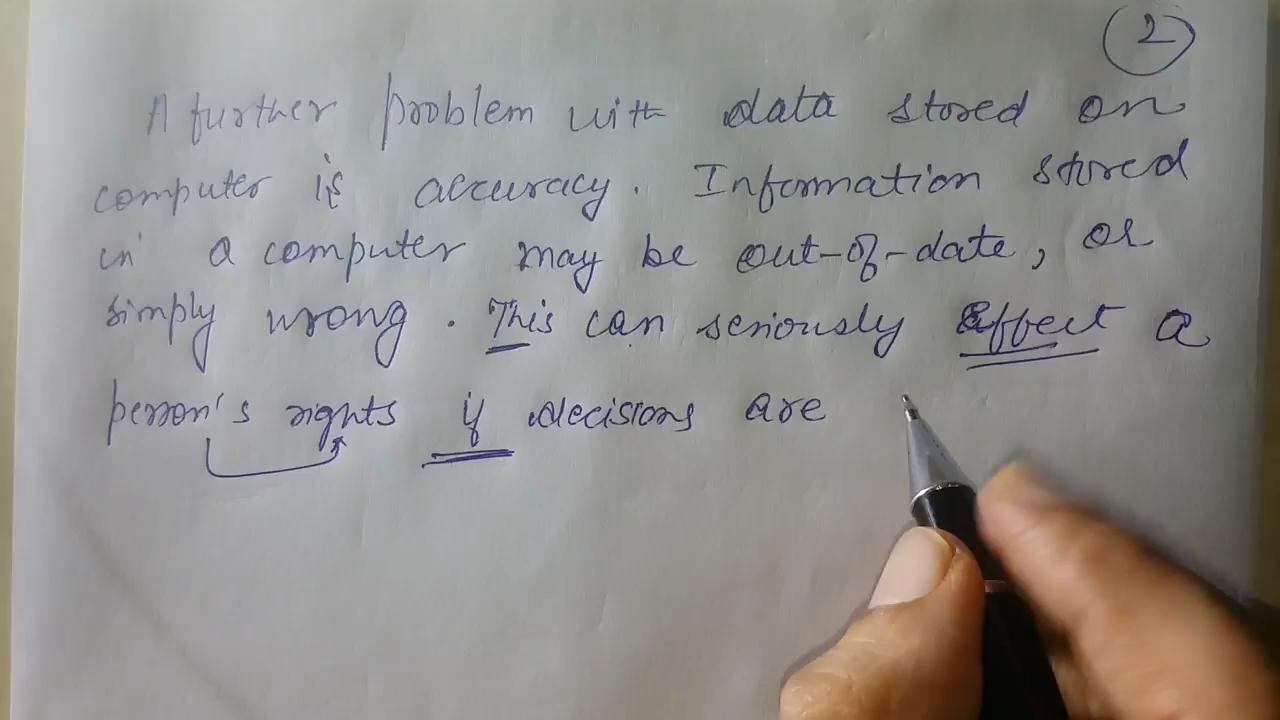 2
A further problem with data stored on
computer is accuracy. Information stored
in a computer may be out-of-date, or
simply wrong. This can seriously affect a
person's rights if decisions are